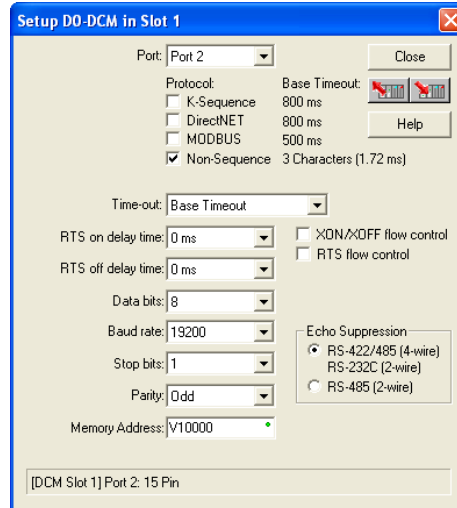 Setup D0-DCM in Slot 1
Port: Port 2
Close
Protocol: Base Timeout:
K-Sequence 800 ms
DirectNET 800 ms
Help
MODBUS 500 ms
Non-Sequence 3 Characters (1.72 ms)
Time-out: Base Timeout
RTS on delay time: 0 ms
XON/XOFF flow control
RTS off delay time: 0 ms
RTS flow control
Data bits: 8
Baud rate: 19200
Echo Suppression
RS-422/485 (4-wire)
RS-232C (2-wire)
Stop bits: 1
RS-485 (2-wire)
Parity: Odd
Memory Address: V10000
[DCM Slot 1] Port 2: 15 Pin